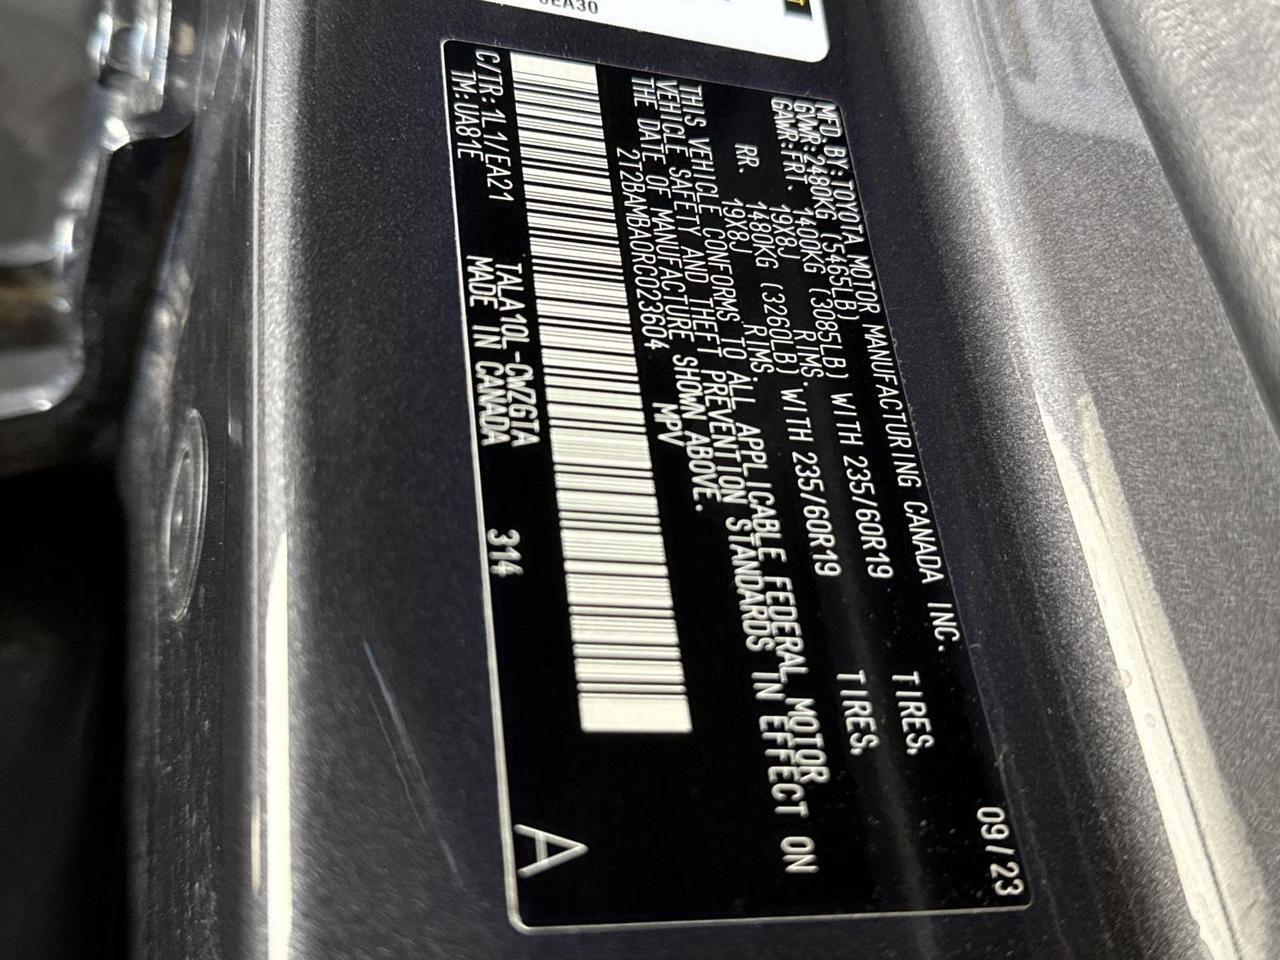 0EA30
MFD. BY: TOYOTA MOTOR MANUFACTURING CANADA INC. 09/23
GVWR: 2480KG (5465LB)
GAWR: FRT. 1400KG (3085LB) WITH 235/60R19 TIRES,
19X8J RIMS.
RR. 1480KG (3260LB) WITH 235/60R19 TIRES,
19X8J RIMS.
THIS VEHICLE CONFORMS TO ALL APPLICABLE FEDERAL MOTOR
VEHICLE SAFETY AND THEFT PREVENTION STANDARDS IN EFFECT ON
THE DATE OF MANUFACTURE SHOWN ABOVE.
2T2BAMBA0RC023604 MPV
C/TR: 1L1/EA21 TALA10L-CWZGTA A
TM: UA81E MADE IN CANADA 314